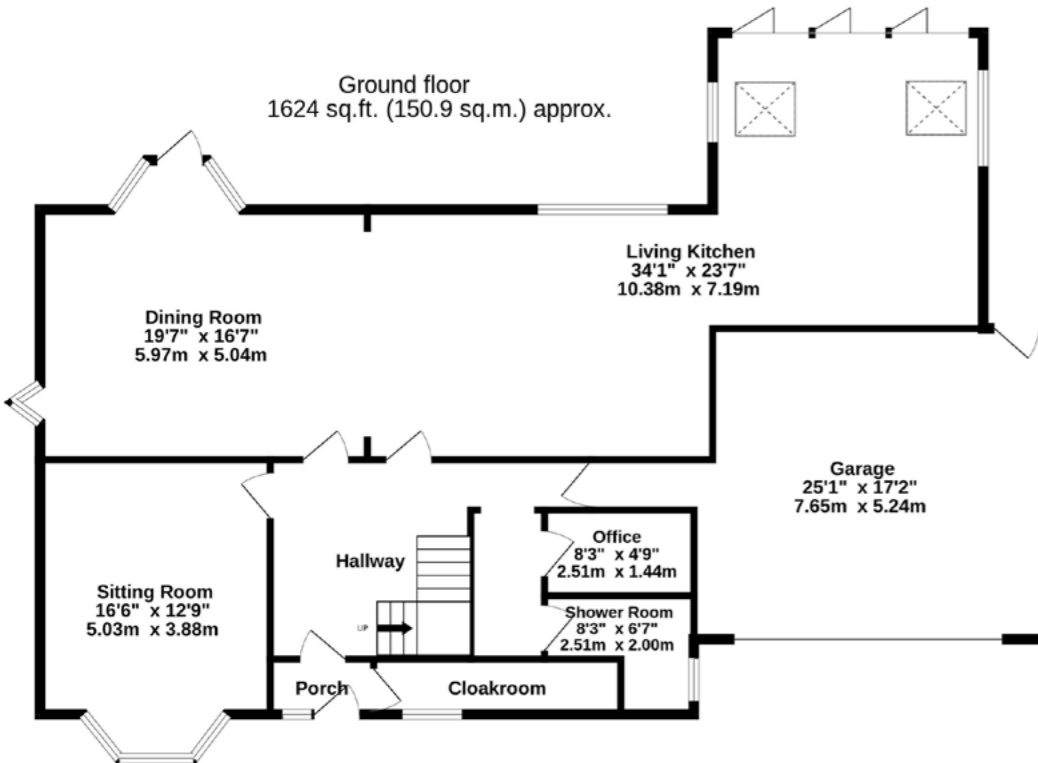 Ground floor
1624 sq.ft. (150.9 sq.m.) approx.
Living Kitchen
34'1" x 23'7"
10.38m x 7.19m
Dining Room
19'7" x 16'7"
5.97m x 5.04m
Garage
25'1" x 17'2"
7.65m x 5.24m
Office
8'3" x 4'9"
2.51m x 1.44m
Hallway
Sitting Room
16'6" x 12'9"
5.03m x 3.88m
Shower Room
8'3" x 6'7"
2.51m x 2.00m
UP
Porch
Cloakroom